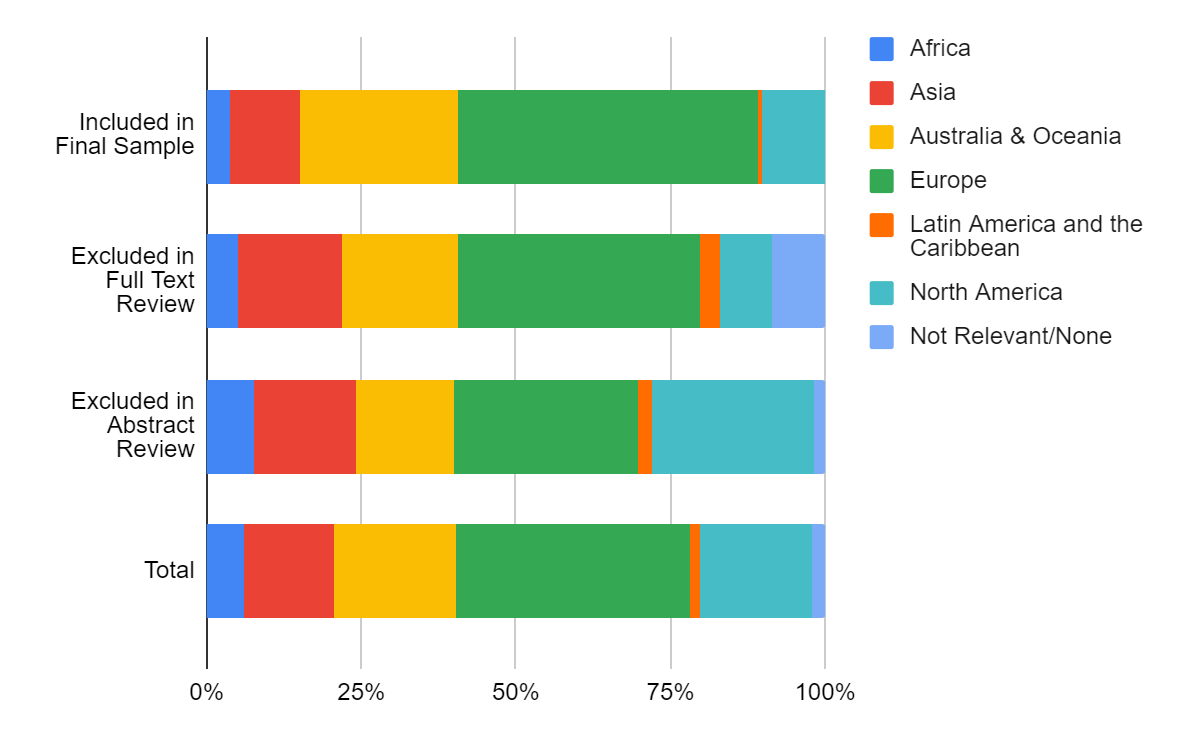 Included in
Final Sample
Excluded in
Full Text
Review
Excluded in
Abstract
Review
Total
0%
25%
50%
75%
100%
Africa
Asia
Australia & Oceania
Europe
Latin America and the
Caribbean
North America
Not Relevant/None